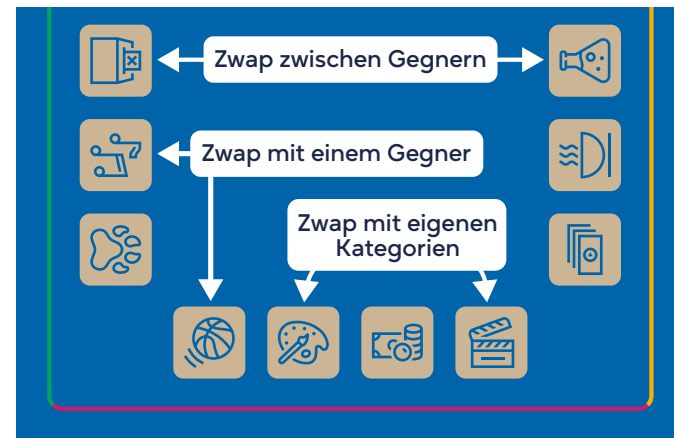 Zwap zwischen Gegnern
Zwap mit einem Gegner
Zwap mit eigenen
Kategorien